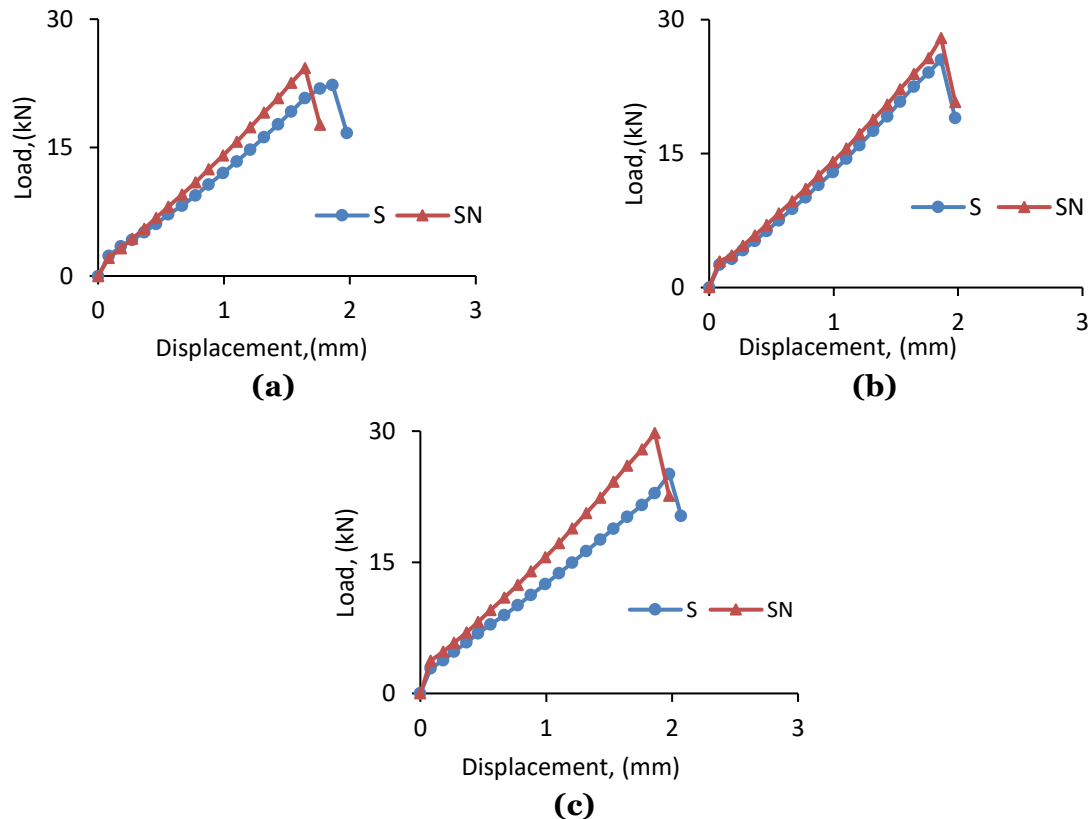 30
15
0
Load,(kN)
S SN
0 1 2 3
Displacement,(mm)
(a)
30
15
0
Load,(kN)
S SN
0 1 2 3
Displacement, (mm)
(b)
30
15
0
Load, (kN)
S SN
0 1 2 3
Displacement, (mm)
(c)